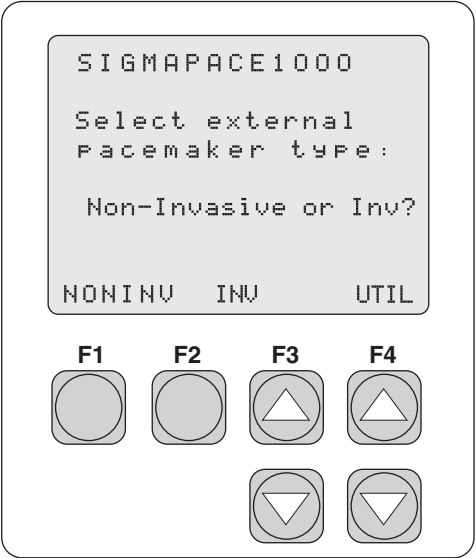 SIGMAPACE1000
Select external
pacemaker type:
Non-Invasive or Inv?
NONINV INV UTIL
F1 F2 F3 F4